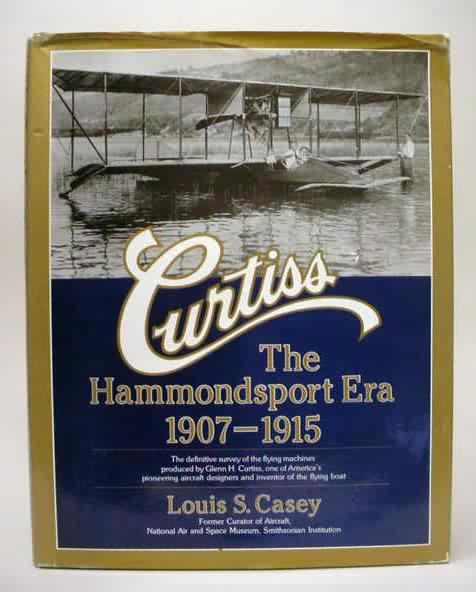 Curtiss
The
Hammondsport Era
1907–1915
The definitive survey of the flying machines
produced by Glenn H. Curtiss, one of America's
pioneering aircraft designers and inventor of the flying boat
Louis S. Casey
Former Curator of Aircraft,
National Air and Space Museum, Smithsonian Institution